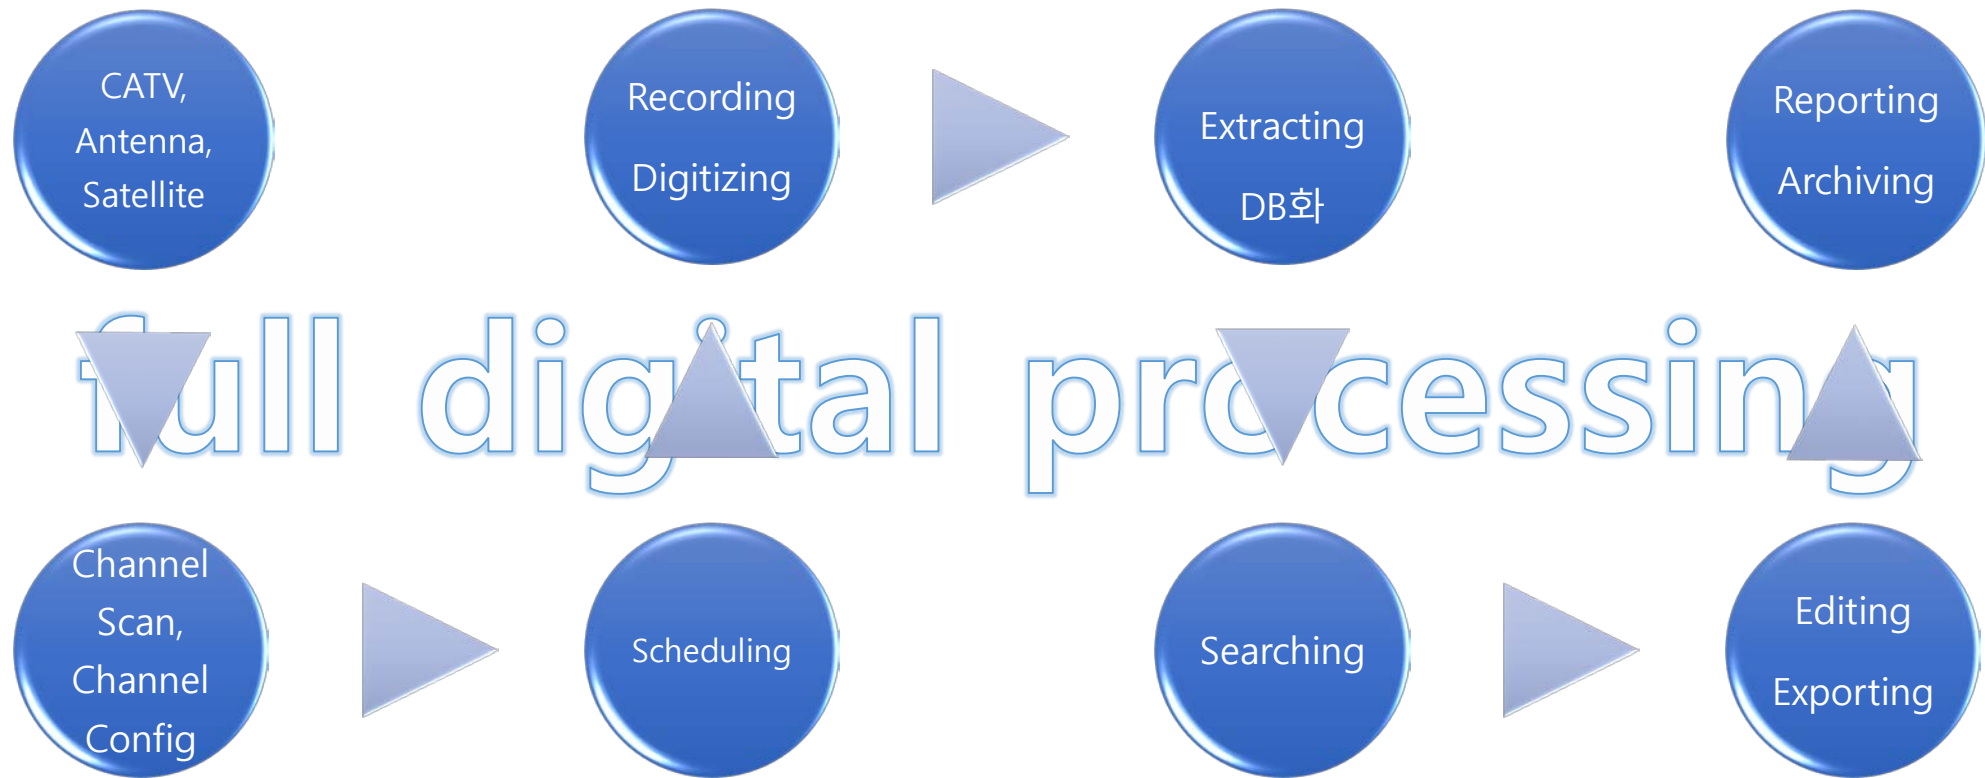 CATV,
Antenna,
Satellite
Recording
Digitizing
Extracting
DB화
Reporting
Archiving
full digital processing
Channel
Scan,
Channel
Config
Scheduling
Searching
Editing
Exporting